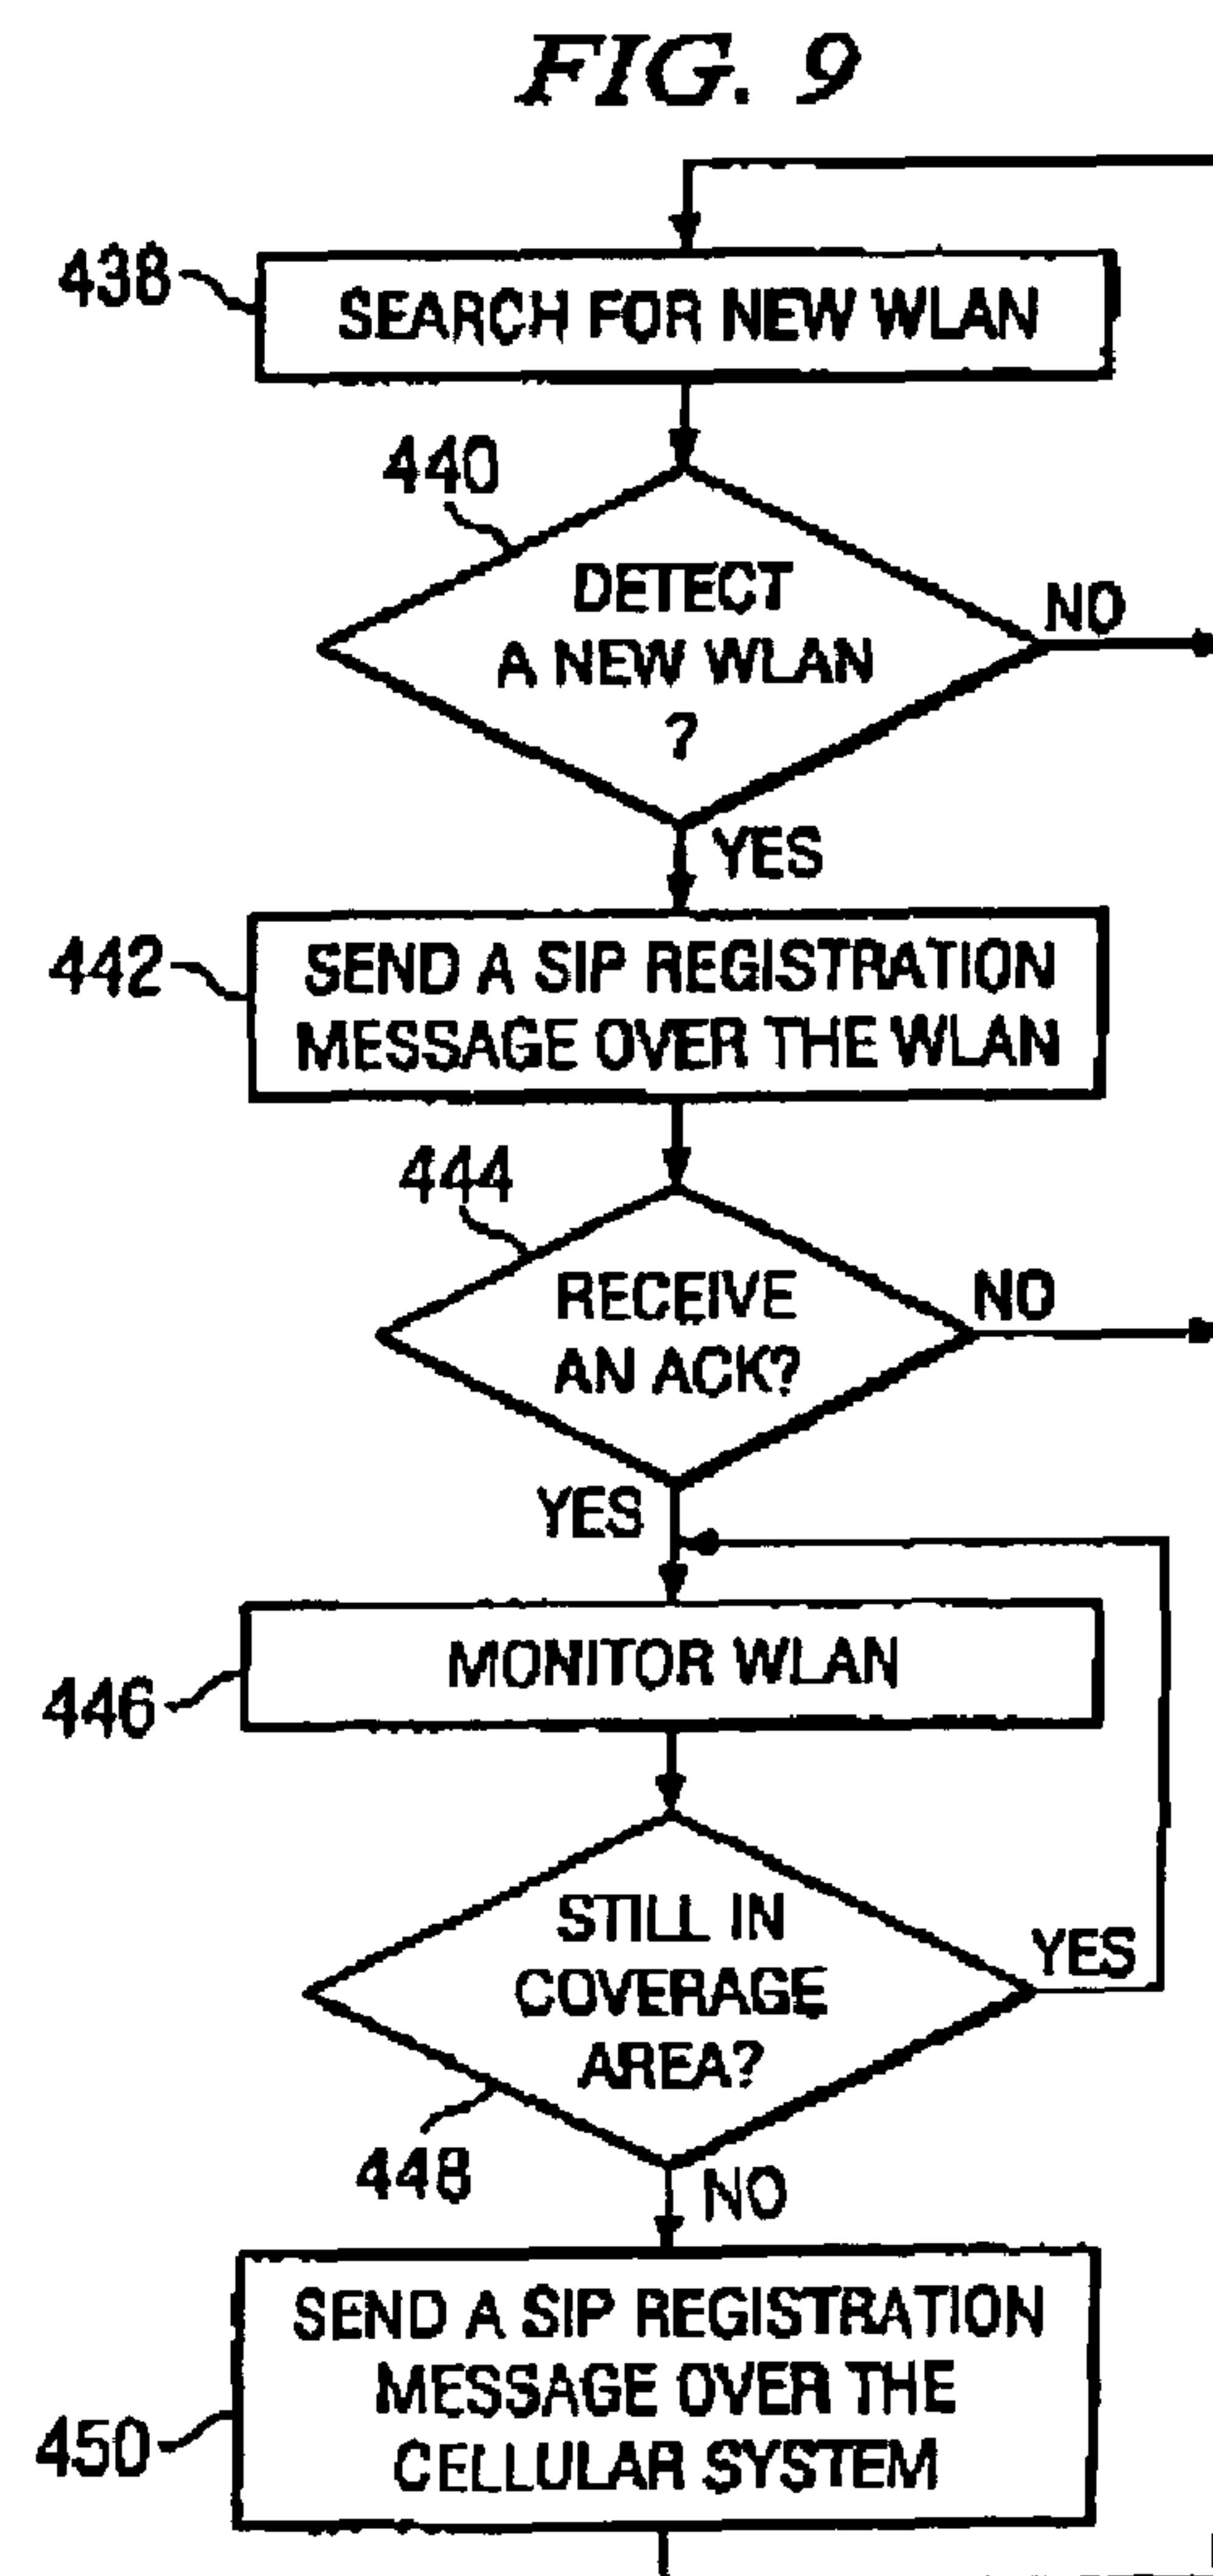 FIG. 9
438
SEARCH FOR NEW WLAN
440
DETECT
A NEW WLAN
?
NO
YES
442
SEND A SIP REGISTRATION
MESSAGE OVER THE WLAN
444
RECEIVE
AN ACK?
NO
YES
MONITOR WLAN
446
STILL IN
COVERAGE
AREA?
YES
448
NO
SEND A SIP REGISTRATION
MESSAGE OVER THE
CELLULAR SYSTEM
450